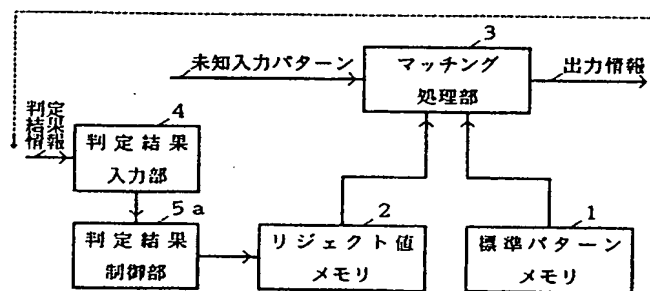 3
未知入力パターン
マッチング
処理部
出力情報
判定
結果
情報
4
判定結果
入力部
5a
判定結果
制御部
2
リジェクト値
メモリ
1
標準パターン
メモリ